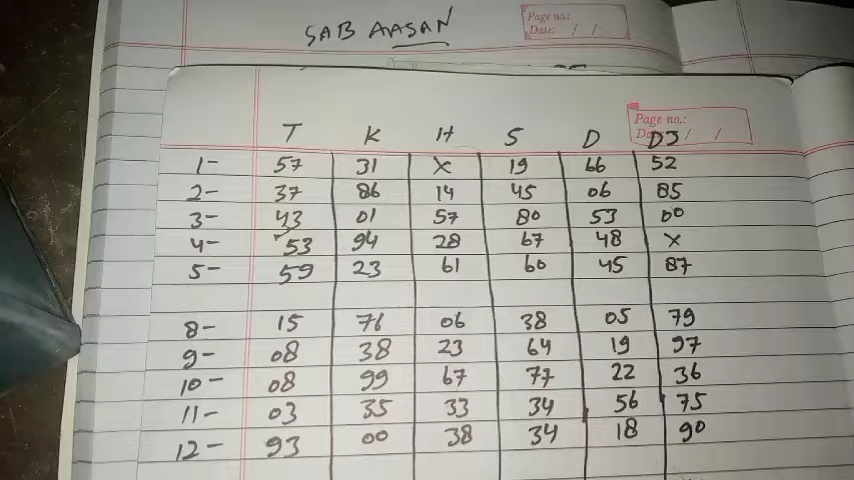 SAB AASAN
Page no.:
Date: / /
Page no.:
/ /
T K H S D DJ
1- 57 31 X 19 66 52
2- 37 86 14 45 06 85
3- 43 01 57 80 53 00
4- 53 94 28 67 48 X
5- 59 23 61 60 45 87
8- 15 76 06 38 05 79
9- 08 38 23 64 19 97
10- 08 99 67 77 22 36
11- 03 35 33 34 56 75
12- 93 00 38 34 18 90